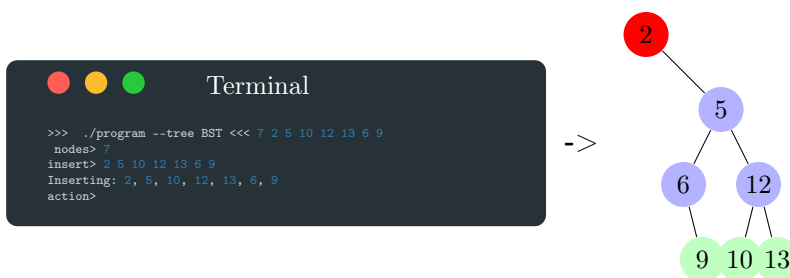 Terminal
>>> ./program --tree BST <<< 7 2 5 10 12 13 6 9
nodes> 7
insert> 2 5 10 12 13 6 9
Inserting: 2, 5, 10, 12, 13, 6, 9
action>
->
2
5
6 12
9 10 13